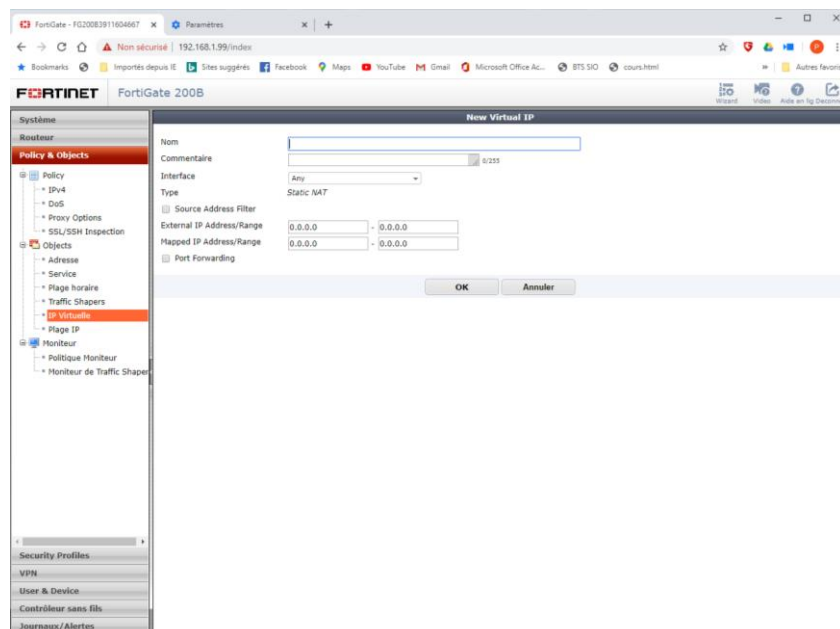 FortiGate - FG20083911604667
Paramètres
Non sécurisé | 192.168.1.99/index
Bookmarks
Importés depuis IE
Sites suggérés
Facebook
Maps
YouTube
Gmail
Microsoft Office Ac...
BTS SIO
cours.html
»
Autres favoris
FORTINET FortiGate 200B
Wizard Video Aide en lig Deconn
Système
Routeur
Policy & Objects
Policy
IPv4
DoS
Proxy Options
SSL/SSH Inspection
Objects
Adresse
Service
Plage horaire
Traffic Shapers
IP Virtuelle
Plage IP
Moniteur
Politique Moniteur
Moniteur de Traffic Shaper
Security Profiles
VPN
User & Device
Contrôleur sans fils
Journaux/Alertes
New Virtual IP
Nom
Commentaire 0/255
Interface Any
Type Static NAT
Source Address Filter
External IP Address/Range 0.0.0.0 - 0.0.0.0
Mapped IP Address/Range 0.0.0.0 - 0.0.0.0
Port Forwarding
OK Annuler